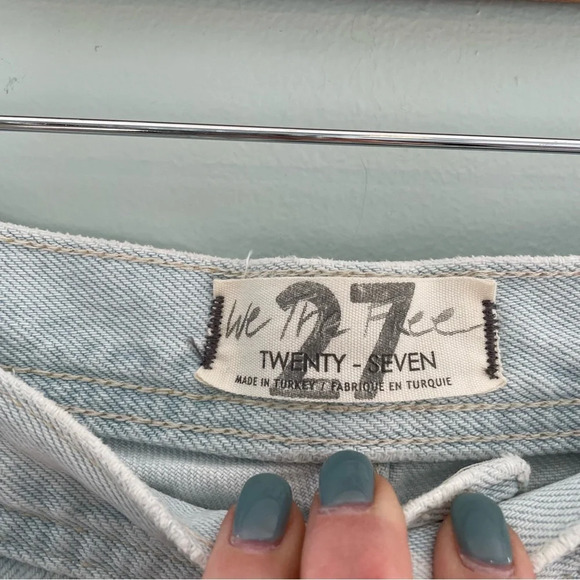 We The Free
27
TWENTY - SEVEN
MADE IN TURKEY / FABRIQUE EN TURQUIE